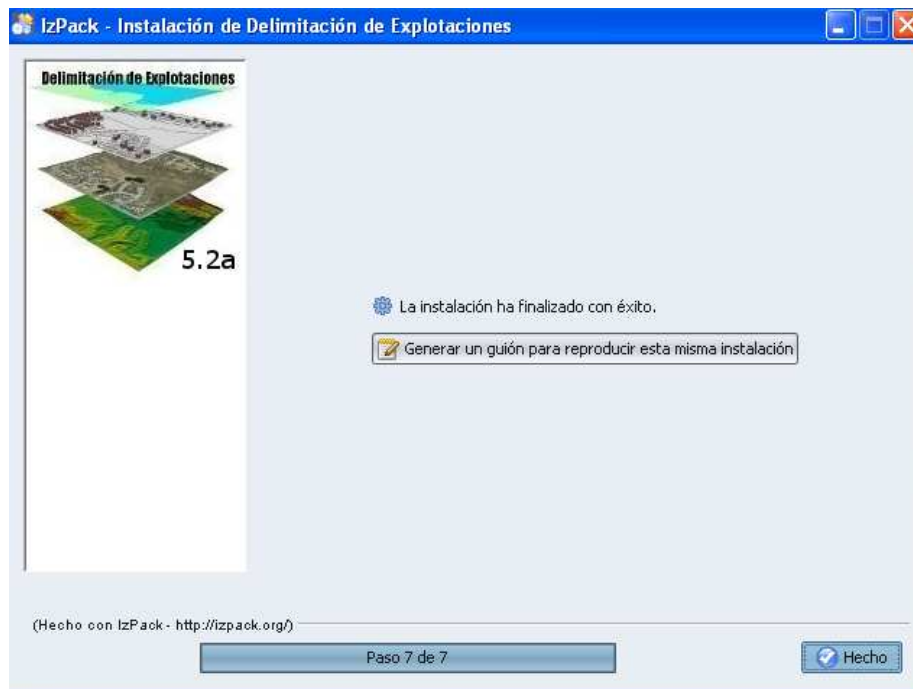 IzPack - Instalación de Delimitación de Explotaciones
Delimitación de Explotaciones
5.2a
La instalación ha finalizado con éxito.
Generar un guión para reproducir esta misma instalación
(Hecho con IzPack - http://izpack.org/)
Paso 7 de 7
Hecho